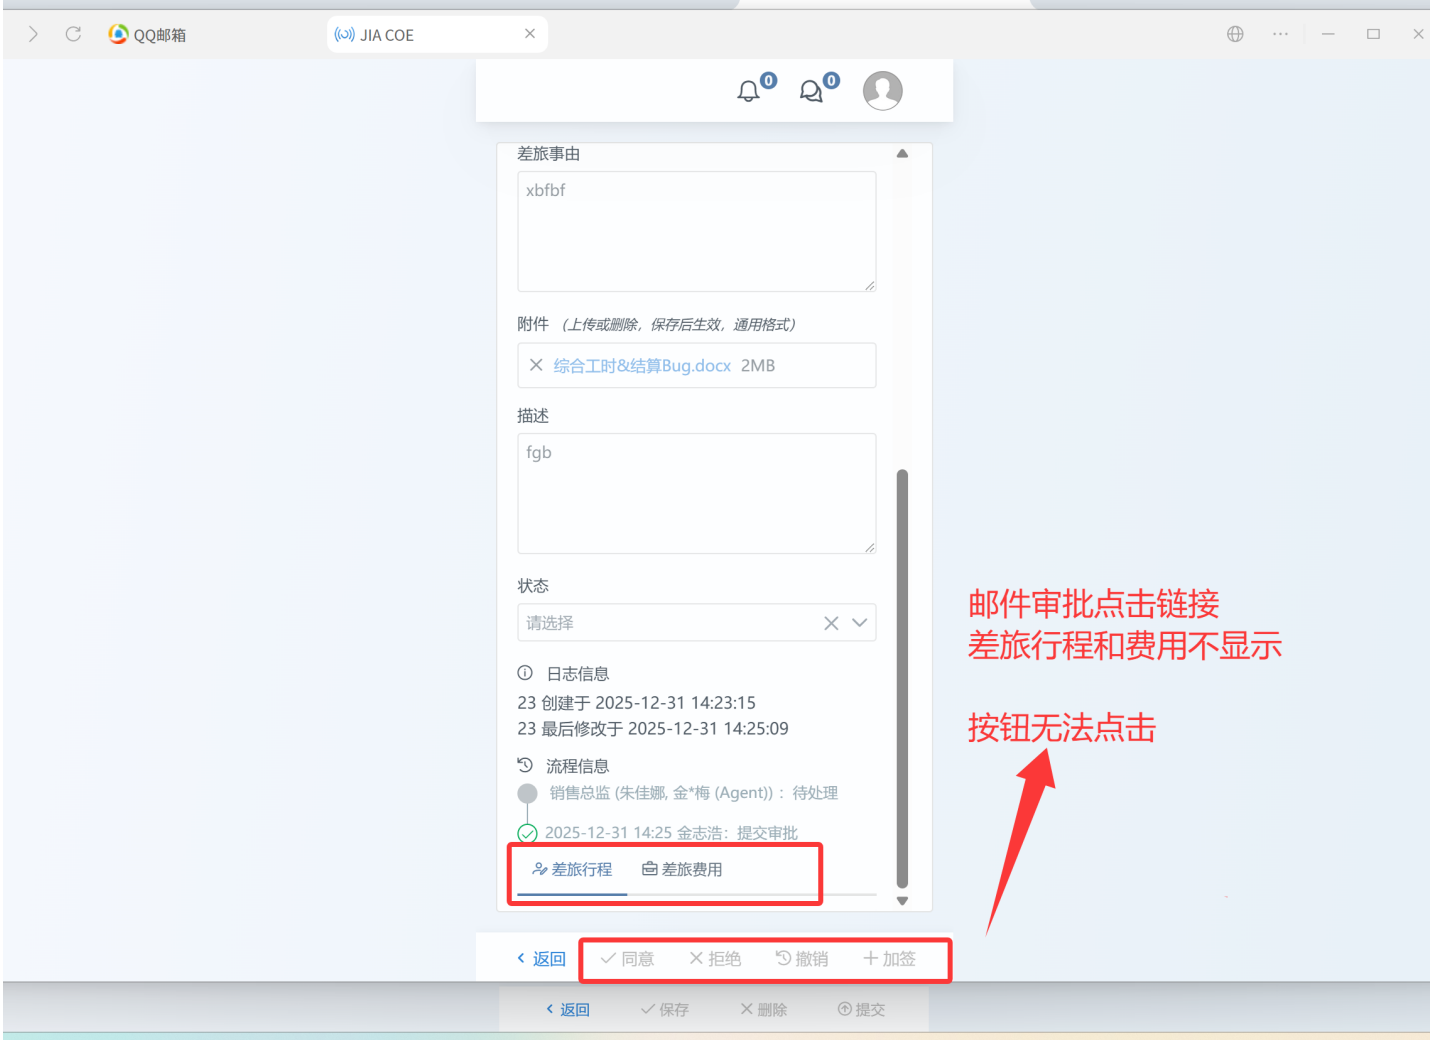 QQ邮箱
JIA COE
0
0
差旅事由
xbfbf
附件 (上传或删除，保存后生效，通用格式)
综合工时&结算Bug.docx 2MB
描述
fgb
状态
请选择
日志信息
23 创建于 2025-12-31 14:23:15
23 最后修改于 2025-12-31 14:25:09
流程信息
销售总监 (朱佳娜, 金*梅 (Agent)) ：待处理
2025-12-31 14:25 金志浩：提交审批
差旅行程 差旅费用
邮件审批点击链接
差旅行程和费用不显示
按钮无法点击
返回 同意 拒绝 撤销 加签
返回 保存 删除 提交